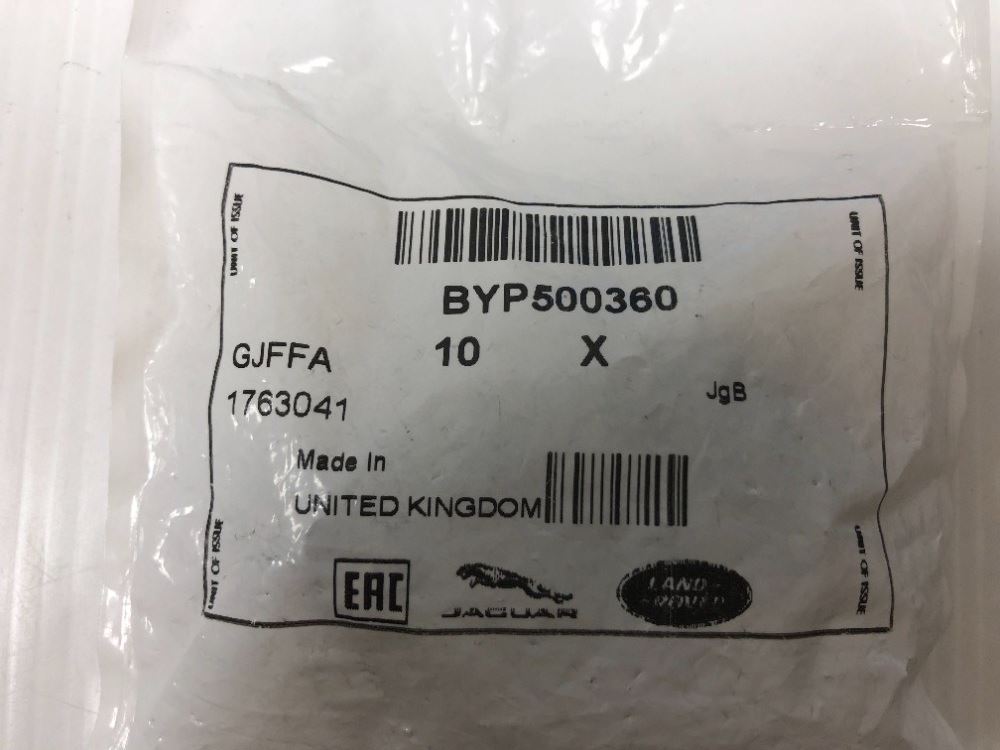 UNIT OF ISSUE
UNIT OF ISSUE
BYP500360
GJFFA 10 X
1763041 JgB
Made In
UNITED KINGDOM
UNIT OF ISSUE
UNIT OF ISSUE
EAC
JAGUAR
LAND-
ROVER